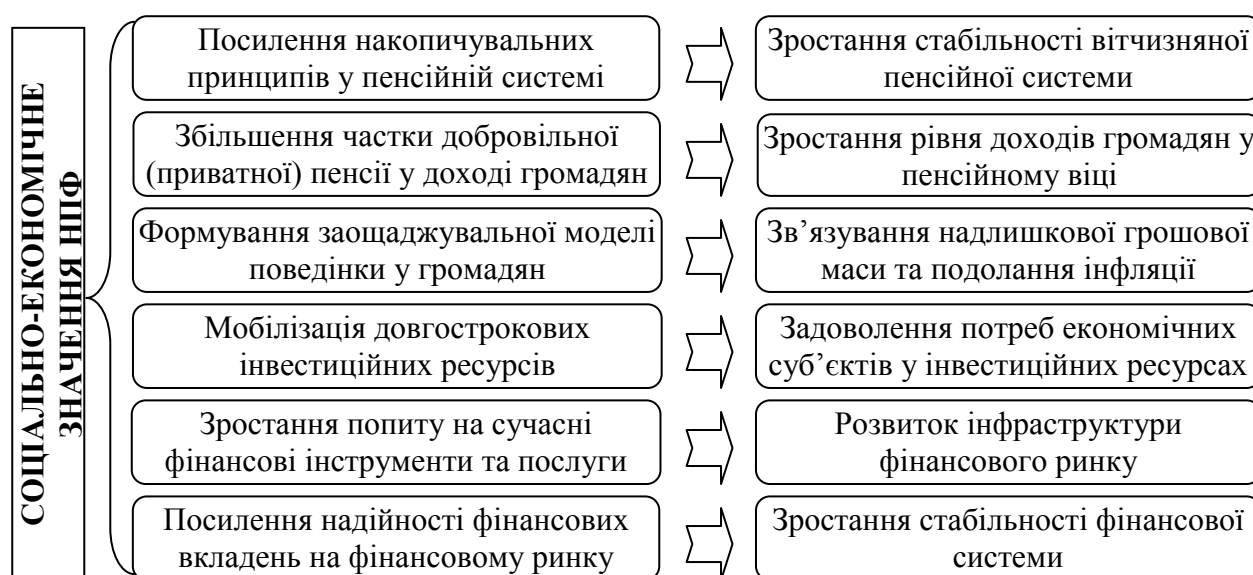 СОЦІАЛЬНО-ЕКОНОМІЧНЕ
ЗНАЧЕННЯ НПФ
Посилення накопичувальних
принципів у пенсійній системі
Зростання стабільності вітчизняної
пенсійної системи
Збільшення частки добровільної
(приватної) пенсії у доході громадян
Зростання рівня доходів громадян у
пенсійному віці
Формування заощаджувальної моделі
поведінки у громадян
Зв’язування надлишкової грошової
маси та подолання інфляції
Мобілізація довгострокових
інвестиційних ресурсів
Задоволення потреб економічних
суб’єктів у інвестиційних ресурсах
Зростання попиту на сучасні
фінансові інструменти та послуги
Розвиток інфраструктури
фінансового ринку
Посилення надійності фінансових
вкладень на фінансовому ринку
Зростання стабільності фінансової
системи